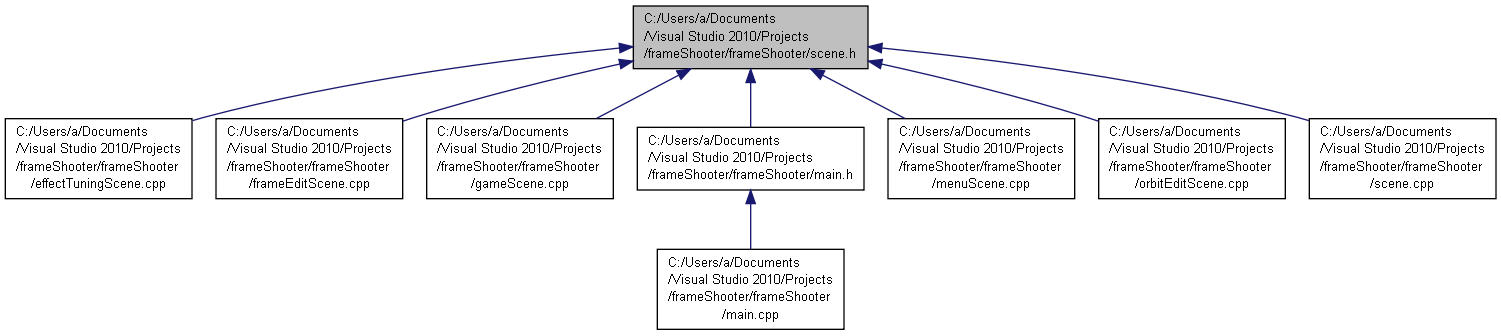 C:/Users/a/Documents
/Visual Studio 2010/Projects
/frameShooter/frameShooter/scene.h
C:/Users/a/Documents
/Visual Studio 2010/Projects
/frameShooter/frameShooter
/effectTuningScene.cpp
C:/Users/a/Documents
/Visual Studio 2010/Projects
/frameShooter/frameShooter
/frameEditScene.cpp
C:/Users/a/Documents
/Visual Studio 2010/Projects
/frameShooter/frameShooter
/gameScene.cpp
C:/Users/a/Documents
/Visual Studio 2010/Projects
/frameShooter/frameShooter/main.h
C:/Users/a/Documents
/Visual Studio 2010/Projects
/frameShooter/frameShooter
/menuScene.cpp
C:/Users/a/Documents
/Visual Studio 2010/Projects
/frameShooter/frameShooter
/orbitEditScene.cpp
C:/Users/a/Documents
/Visual Studio 2010/Projects
/frameShooter/frameShooter
/scene.cpp
C:/Users/a/Documents
/Visual Studio 2010/Projects
/frameShooter/frameShooter
/main.cpp